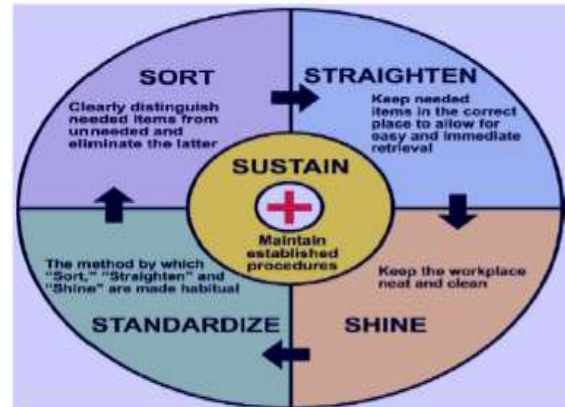 SORT
Clearly distinguish
needed items from
unneeded and
eliminate the latter
STRAIGHTEN
Keep needed
items in the correct
place to allow for
easy and immediate
retrieval
SUSTAIN
Maintain
established
procedures
The method by which
“Sort,” “Straighten” and
“Shine” are made habitual
STANDARDIZE
Keep the workplace
neat and clean
SHINE